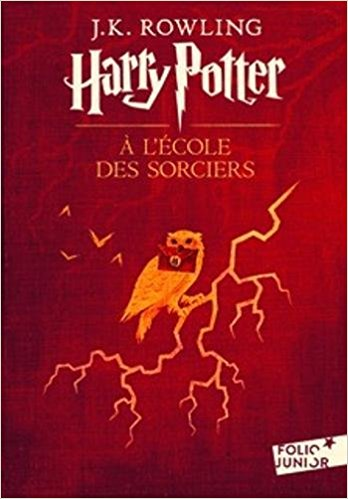 J.K. ROWLING
Harry Potter
À L'ÉCOLE
DES SORCIERS
FOLIO
JUNIOR